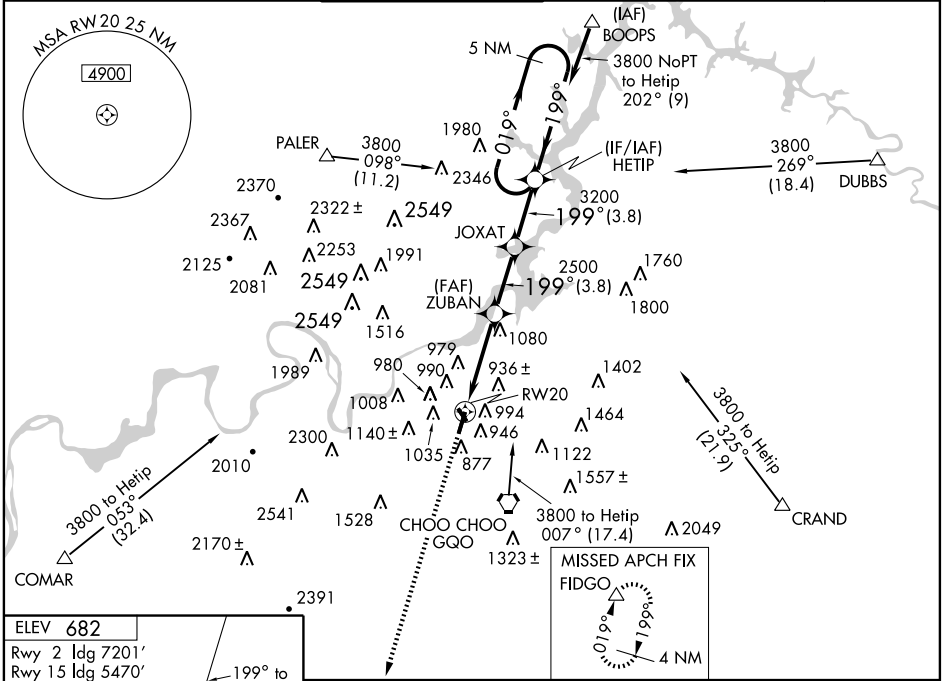 MSA RW20 25 NM
4900
(IAF)
BOOPS
5 NM
3800 NoPT
to Hetip
202° (9)
019°
199°
PALER
3800
098°
(11.2)
1980
2346
(IF/IAF)
HETIP
3800
269°
(18.4)
DUBBS
2370
2367
2322 ±
2549
3200
199° (3.8)
JOXAT
2125
2253
1991
2081
2549
2500
199° (3.8)
1760
1800
(FAF)
ZUBAN
2549
1516
1080
1989
979
980
990
936 ±
1402
RW20
1008
994
1464
1140 ±
1035
946
877
1122
2300
2010
3800 to Hetip
053°
(32.4)
3800 to Hetip
325°
(21.9)
1557 ±
2541
1528
CHOO CHOO
GQO
3800 to Hetip
007° (17.4)
CRAND
2049
1323 ±
2170 ±
COMAR
MISSED APCH FIX
FIDGO
019°
199°
4 NM
2391
ELEV 682
Rwy 2 ldg 7201'
Rwy 15 ldg 5470'
199° to